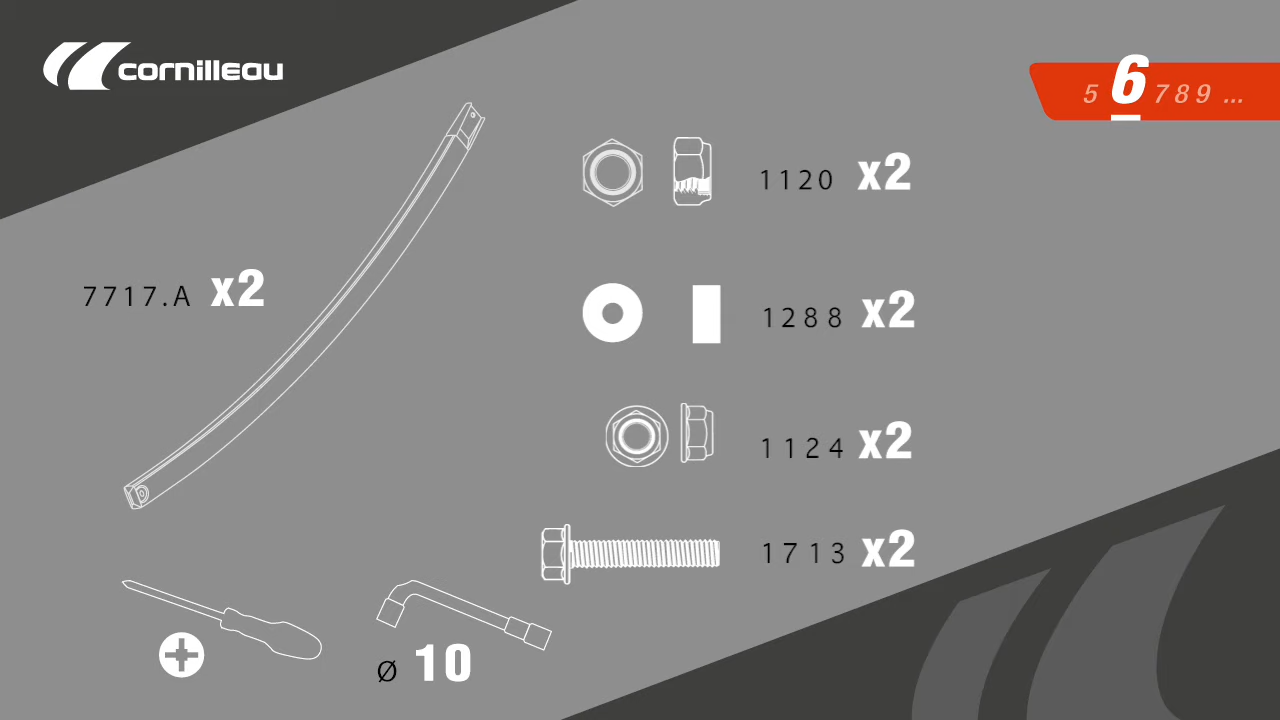 cornilleau
5 6 7 8 9 ...
1120 x2
7717.A x2
1288 x2
1124 x2
1713 x2
Ø 10